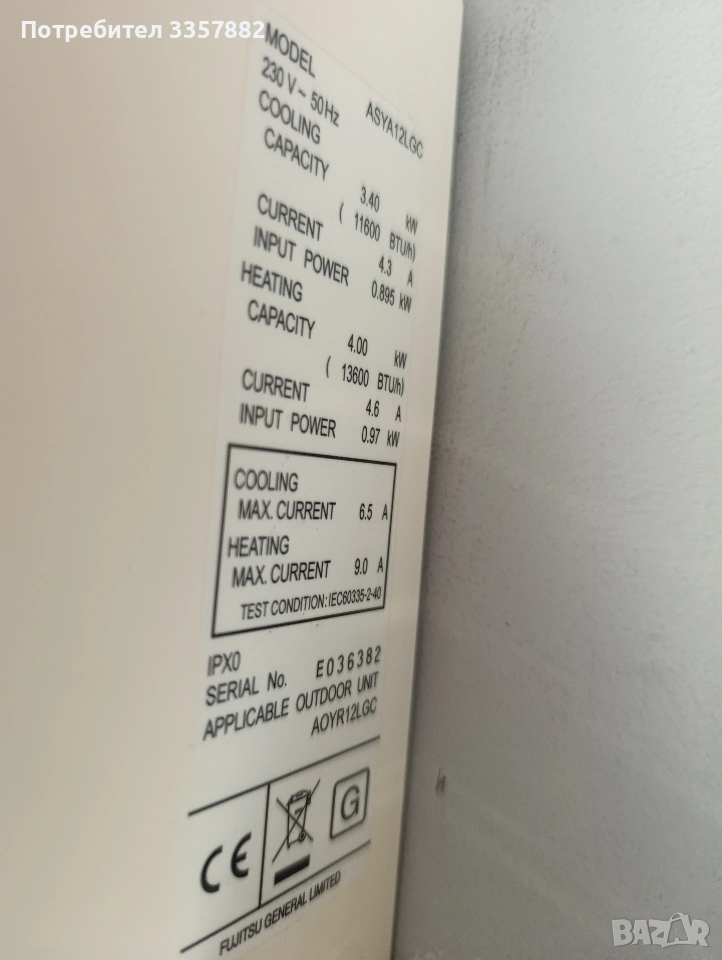 Потребител 3357882
MODEL ASYA12LGC
230 V ~ 50Hz
COOLING
CAPACITY 3.40 kW
( 11600 BTU/h)
CURRENT 4.3 A
INPUT POWER 0.895 kW
HEATING
CAPACITY 4.00 kW
( 13600 BTU/h)
CURRENT 4.6 A
INPUT POWER 0.97 kW
COOLING
MAX. CURRENT 6.5 A
HEATING
MAX. CURRENT 9.0 A
TEST CONDITION: IEC60335-2-40
IPX0
SERIAL No. E036382
APPLICABLE OUTDOOR UNIT
AOYR12LGC
CE
G
FUJITSU GENERAL LIMITED
BAZAR